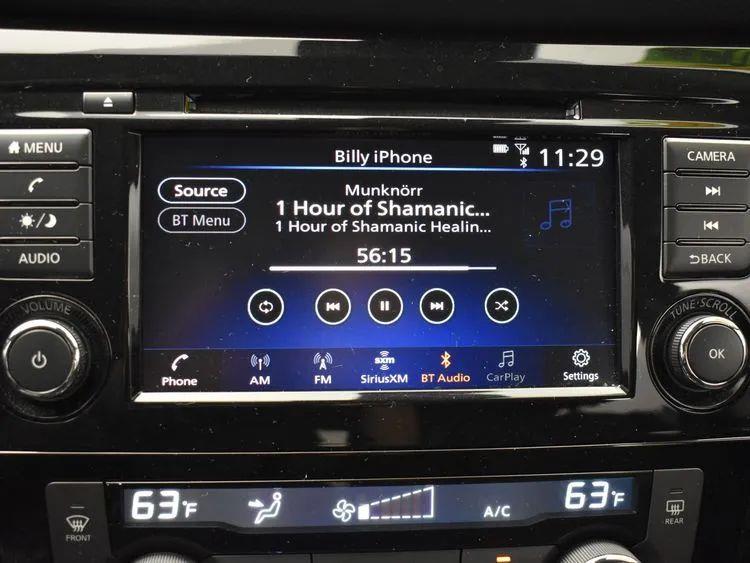 MENU
AUDIO
VOLUME
Billy iPhone
11:29
Source
BT Menu
Munknörr
1 Hour of Shamanic...
1 Hour of Shamanic Healin...
56:15
Phone
AM
FM
sxm
SiriusXM
BT Audio
CarPlay
Settings
CAMERA
BACK
TUNE·SCROLL
OK
FRONT
63°F
A/C
63°F
REAR